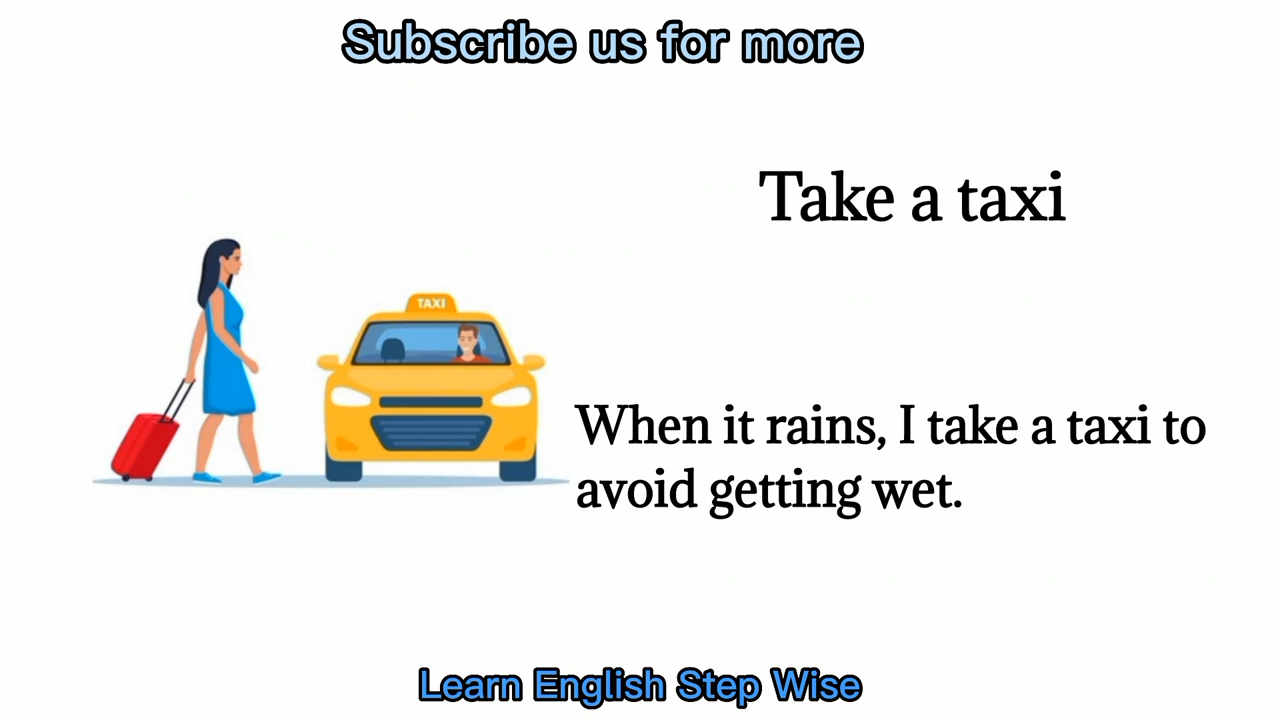 Subscribe us for more
Take a taxi
TAXI
When it rains, I take a taxi to
avoid getting wet.
Learn English Step Wise